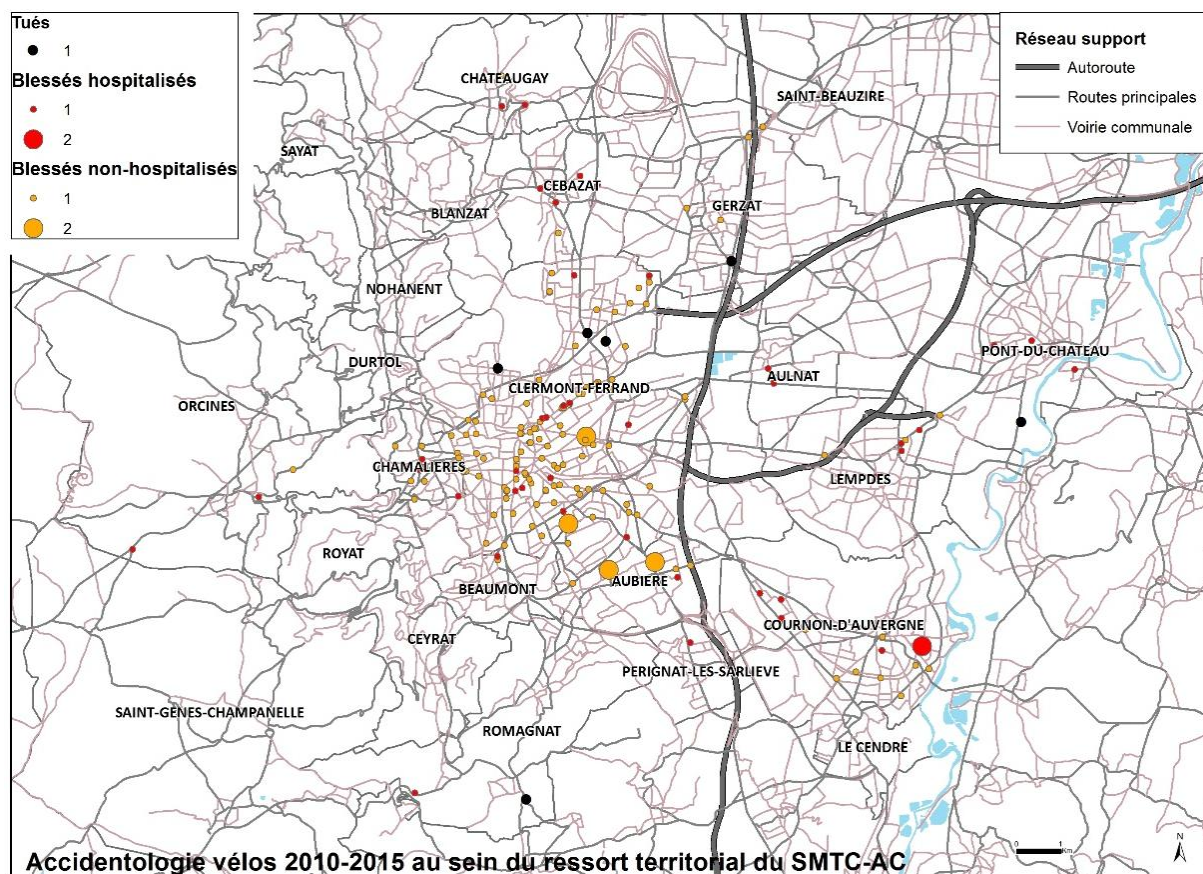 Tués
1
Blessés hospitalisés
1
2
Blessés non-hospitalisés
1
2
Réseau support
Autoroute
Routes principales
Voirie communale
CHATEAUGAY
SAINT-BEAUZIRE
SAYAT
CEBAZAT
BLANZAT
GERZAT
NOHANENT
DURTOL
PONT-DU-CHATEAU
AULNAT
CLERMONT-FERRAND
ORCINES
CHAMALIERES
LEMPDES
ROYAT
BEAUMONT
AUBIERE
COURNON-D'AUVERGNE
CEYRAT
PERIGNAT-LES-SARLIEVE
SAINT-GENES-CHAMPANELLE
ROMAGNAT
LE CENDRE
N
0 1
Km
Accidentologie vélos 2010-2015 au sein du ressort territorial du SMTC-AC